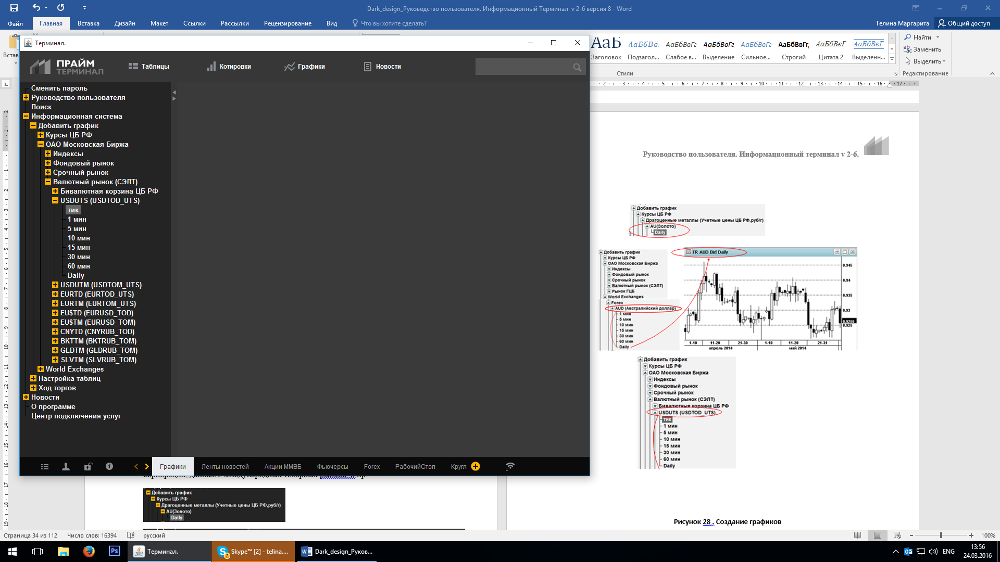 Dark_design_Руководство пользователя. Информационный Терминал v 2-6 версия 8 - Word
Файл Главная Вставка Дизайн Макет Ссылки Рассылки Рецензирование Вид Что вы хотите сделать? Телина Маргарита Общий доступ
Встав
АаБ АаБбВв АаБбВвГг АаБбВвГг АаБбВвГг АаБбВвГг, АаБбВвГ АаБбВвГ
Заголовок Подзагол... Слабое в... Выделение Сильное... Строгий Цитата 2 Выделенн...
Стили
Найти
Заменить
Выделить
Редактирование
Терминал.
ПРАЙМ
ТЕРМИНАЛ
Таблицы Котировки Графики Новости
Сменить пароль
Руководство пользователя
Поиск
Информационная система
Добавить график
Курсы ЦБ РФ
ОАО Московская Биржа
Индексы
Фондовый рынок
Срочный рынок
Валютный рынок (СЭЛТ)
Бивалютная корзина ЦБ РФ
USDUTS (USDTOD_UTS)
тик
1 мин
5 мин
10 мин
15 мин
30 мин
60 мин
Daily
USDUTM (USDTOM_UTS)
EURTD (EURTOD_UTS)
EURTM (EURTOM_UTS)
EU$TD (EURUSD_TOD)
EU$TM (EURUSD_TOM)
CNYTD (CNYRUB_TOD)
BKTTM (BKTRUB_TOM)
GLDTM (GLDRUB_TOM)
SLVTM (SLVRUB_TOM)
World Exchanges
Настройка таблиц
Ход торгов
Новости
О программе
Центр подключения услуг
Графики Ленты новостей Акции ММВБ Фьючерсы Forex РабочийСтол Кругл
Добавить график
Курсы ЦБ РФ
Драгоценные металлы (Учетные цены ЦБ РФ,руб/г)
AU(Золото)
Daily
Руководство пользователя. Информационный терминал v 2-6.
Добавить график
Курсы ЦБ РФ
Драгоценные металлы (Учетные цены ЦБ РФ,руб/г)
AU(Золото)
Daily
Добавить график
Курсы ЦБ РФ
ОАО Московская Биржа
Индексы
Фондовый рынок
Срочный рынок
Валютный рынок (СЭЛТ)
Рынок ГЦБ
World Exchanges
Forex
AUD (Австралийский доллар)
1 мин
5 мин
10 мин
15 мин
30 мин
60 мин
Daily
FR AUD Bid Daily
0.945
0.94
0.935
0.93
0.9256
0.925
1-10 11-20 21-30 1-10 11-20 21-31
апрель 2014 май 2014
Добавить график
Курсы ЦБ РФ
ОАО Московская Биржа
Индексы
Фондовый рынок
Срочный рынок
Валютный рынок (СЭЛТ)
Бивалютная корзина ЦБ РФ
USDUTS (USDTOD_UTS)
тик
1 мин
5 мин
10 мин
15 мин
30 мин
60 мин
Daily
Рисунок 28 . Создание графиков
Страница 34 из 112 Число слов: 16394 русский 100%
Терминал. Skype™ [2] - telina.... Dark_design_Руков... ENG 13:56
24.03.2016